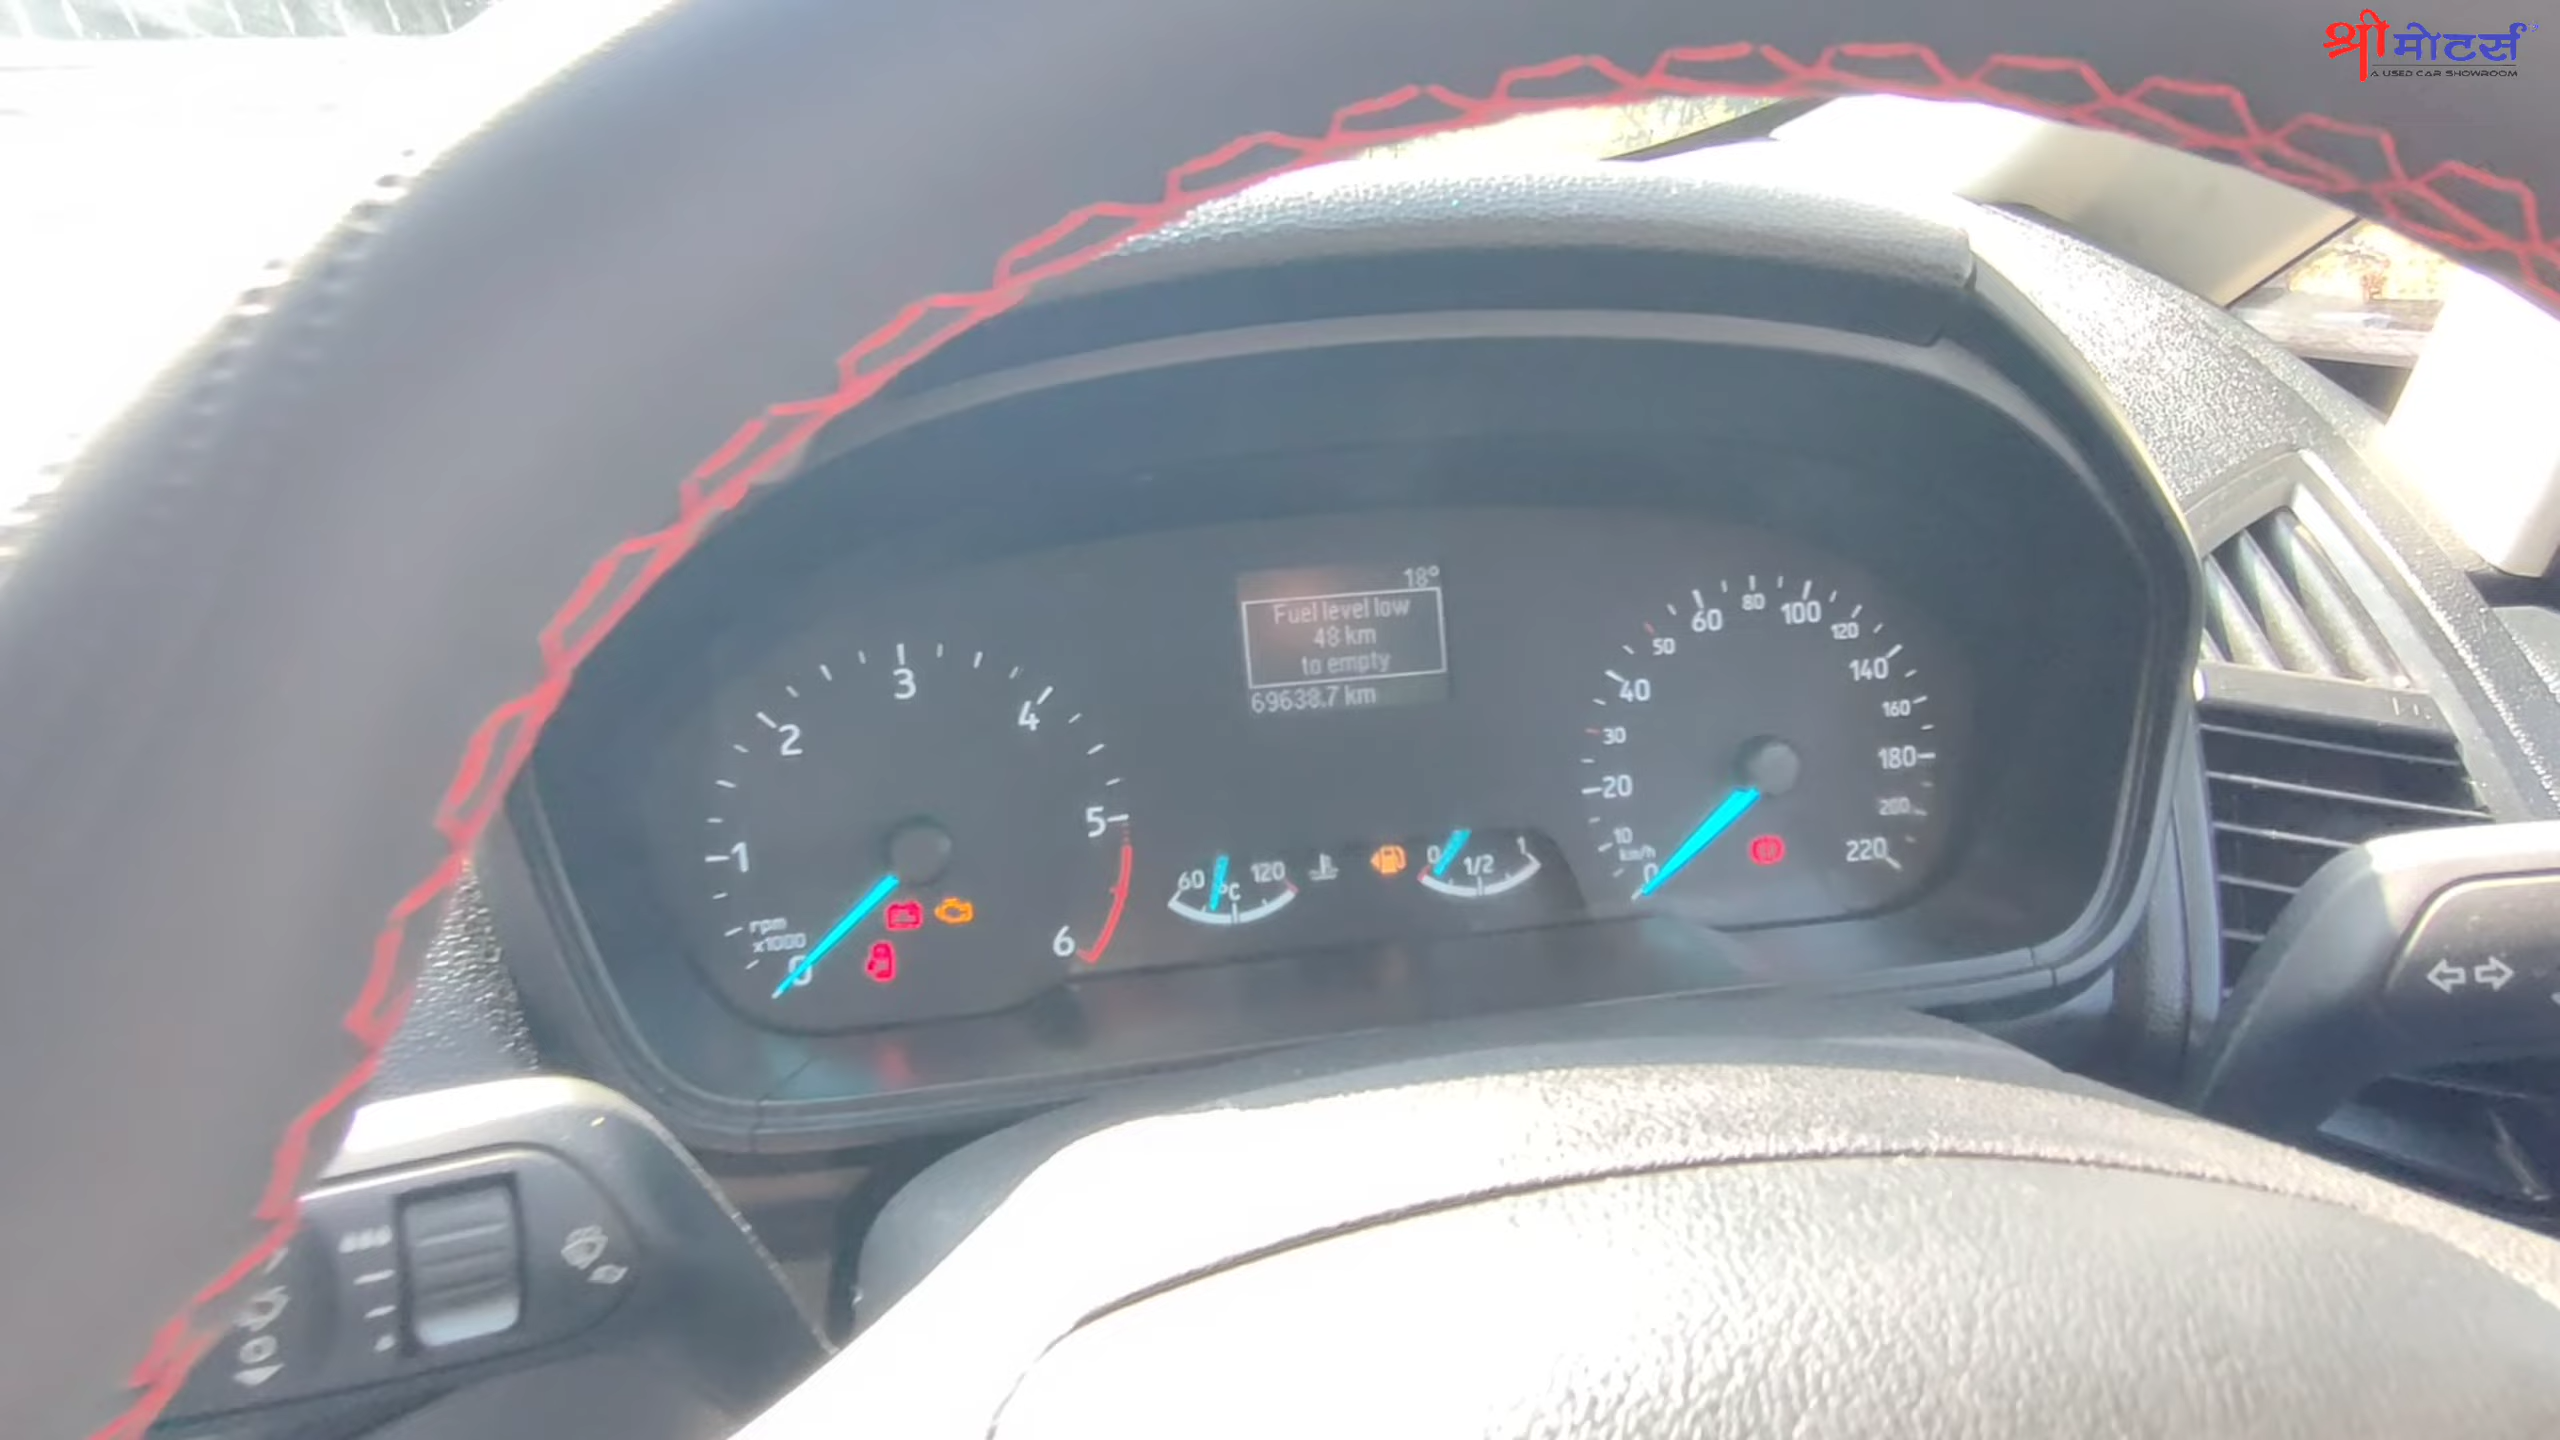 श्री मोटर्स
A USED CAR SHOWROOM
18°
Fuel level low
48 km
to empty
69638.7 km
0 1 2 3 4 5 6
rpm
x1000
60 °C 120
0 1/2 1
0 10 20 30 40 50 60 80 100 120 140 160 180 200 220
km/h